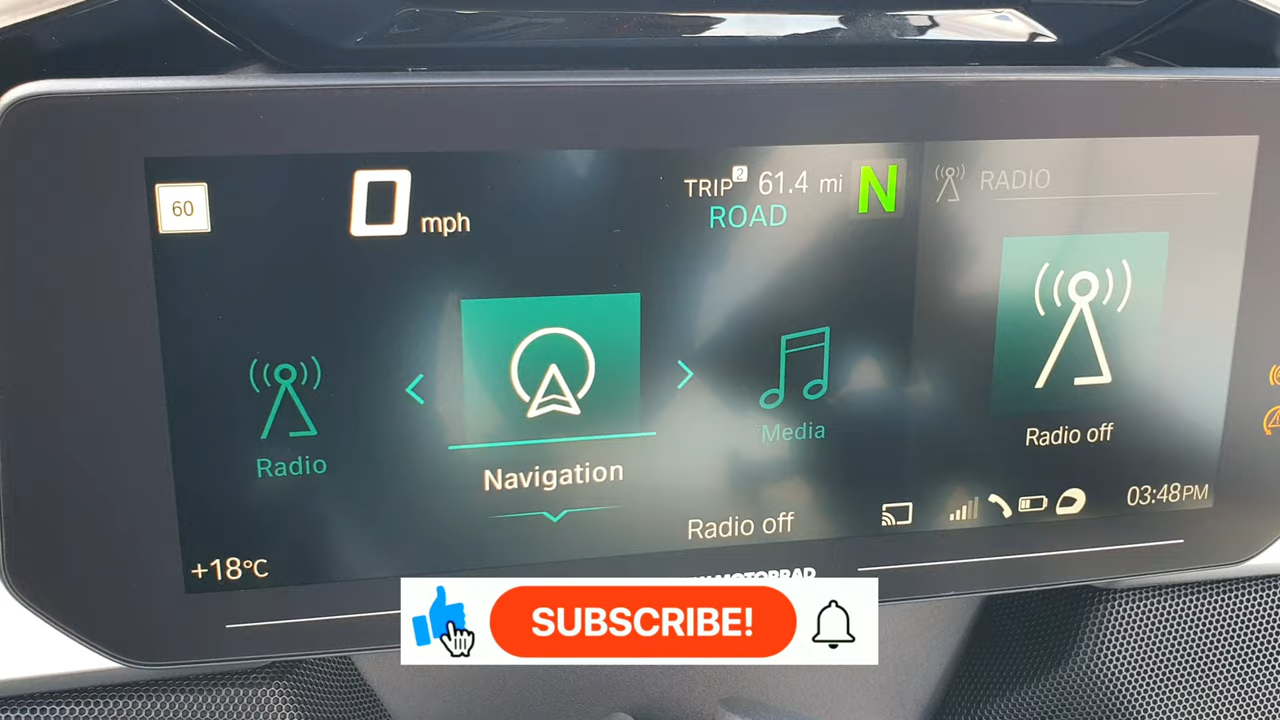 60
0 mph
TRIP 2 61.4 mi
ROAD
N
RADIO
Radio
Navigation
Media
Radio off
Radio off
03:48PM
+18°C
MOTORRAD
SUBSCRIBE!